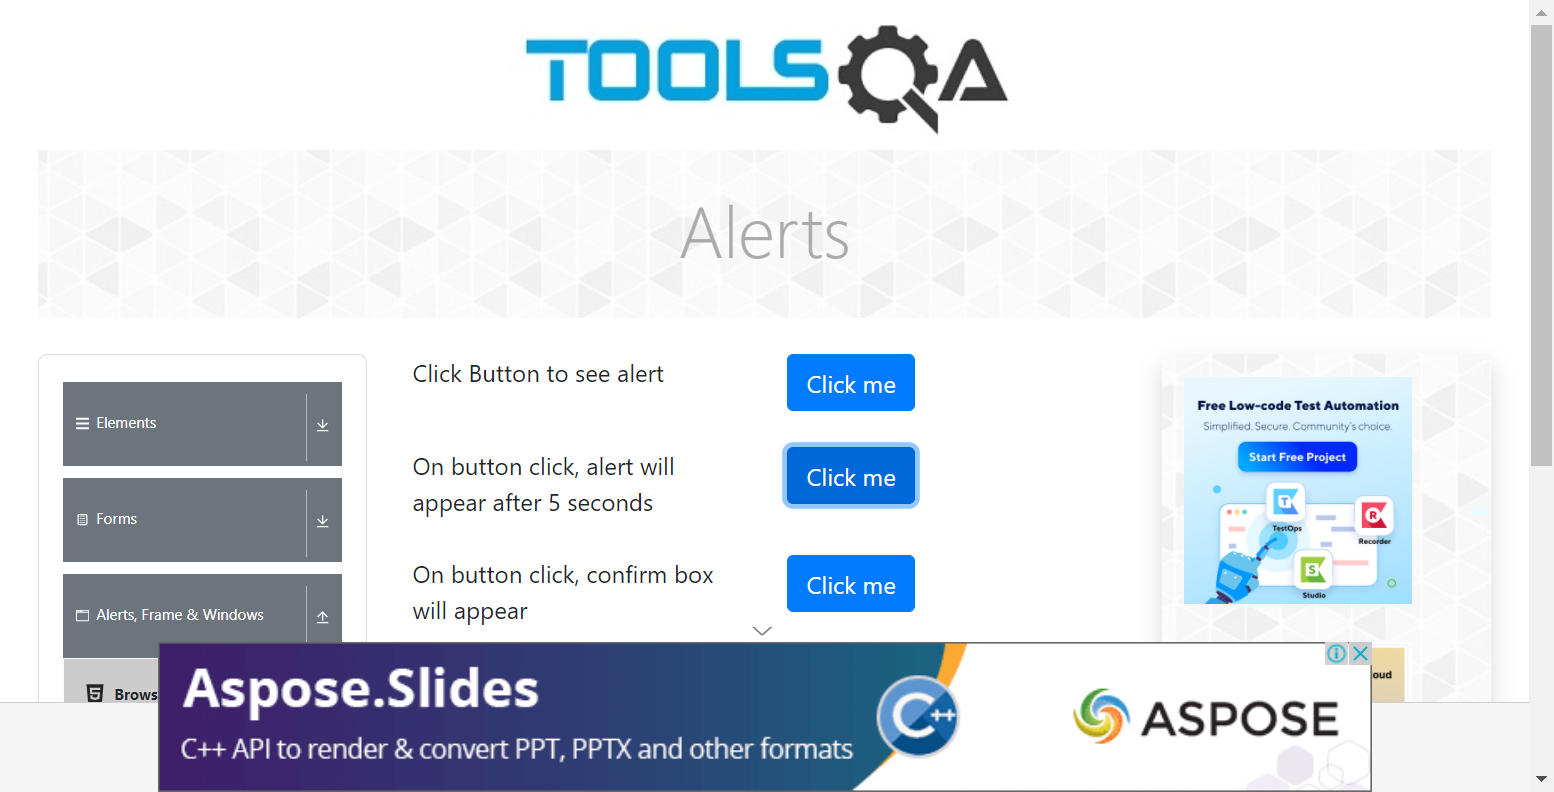 TOOLSQA
Alerts
Elements
Forms
Alerts, Frame & Windows
Brows
Click Button to see alert
Click me
On button click, alert will
appear after 5 seconds
Click me
On button click, confirm box
will appear
Click me
Free Low-code Test Automation
Simplified. Secure. Community's choice.
Start Free Project
TestOps
Recorder
Studio
oud
Aspose.Slides
C++ API to render & convert PPT, PPTX and other formats
C++
ASPOSE